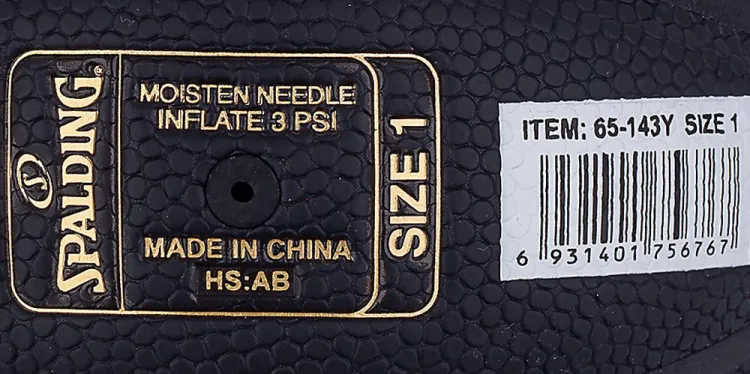 SPALDING®
MOISTEN NEEDLE
INFLATE 3 PSI
MADE IN CHINA
HS:AB
SIZE 1
ITEM: 65-143Y SIZE 1
6 931401 756767